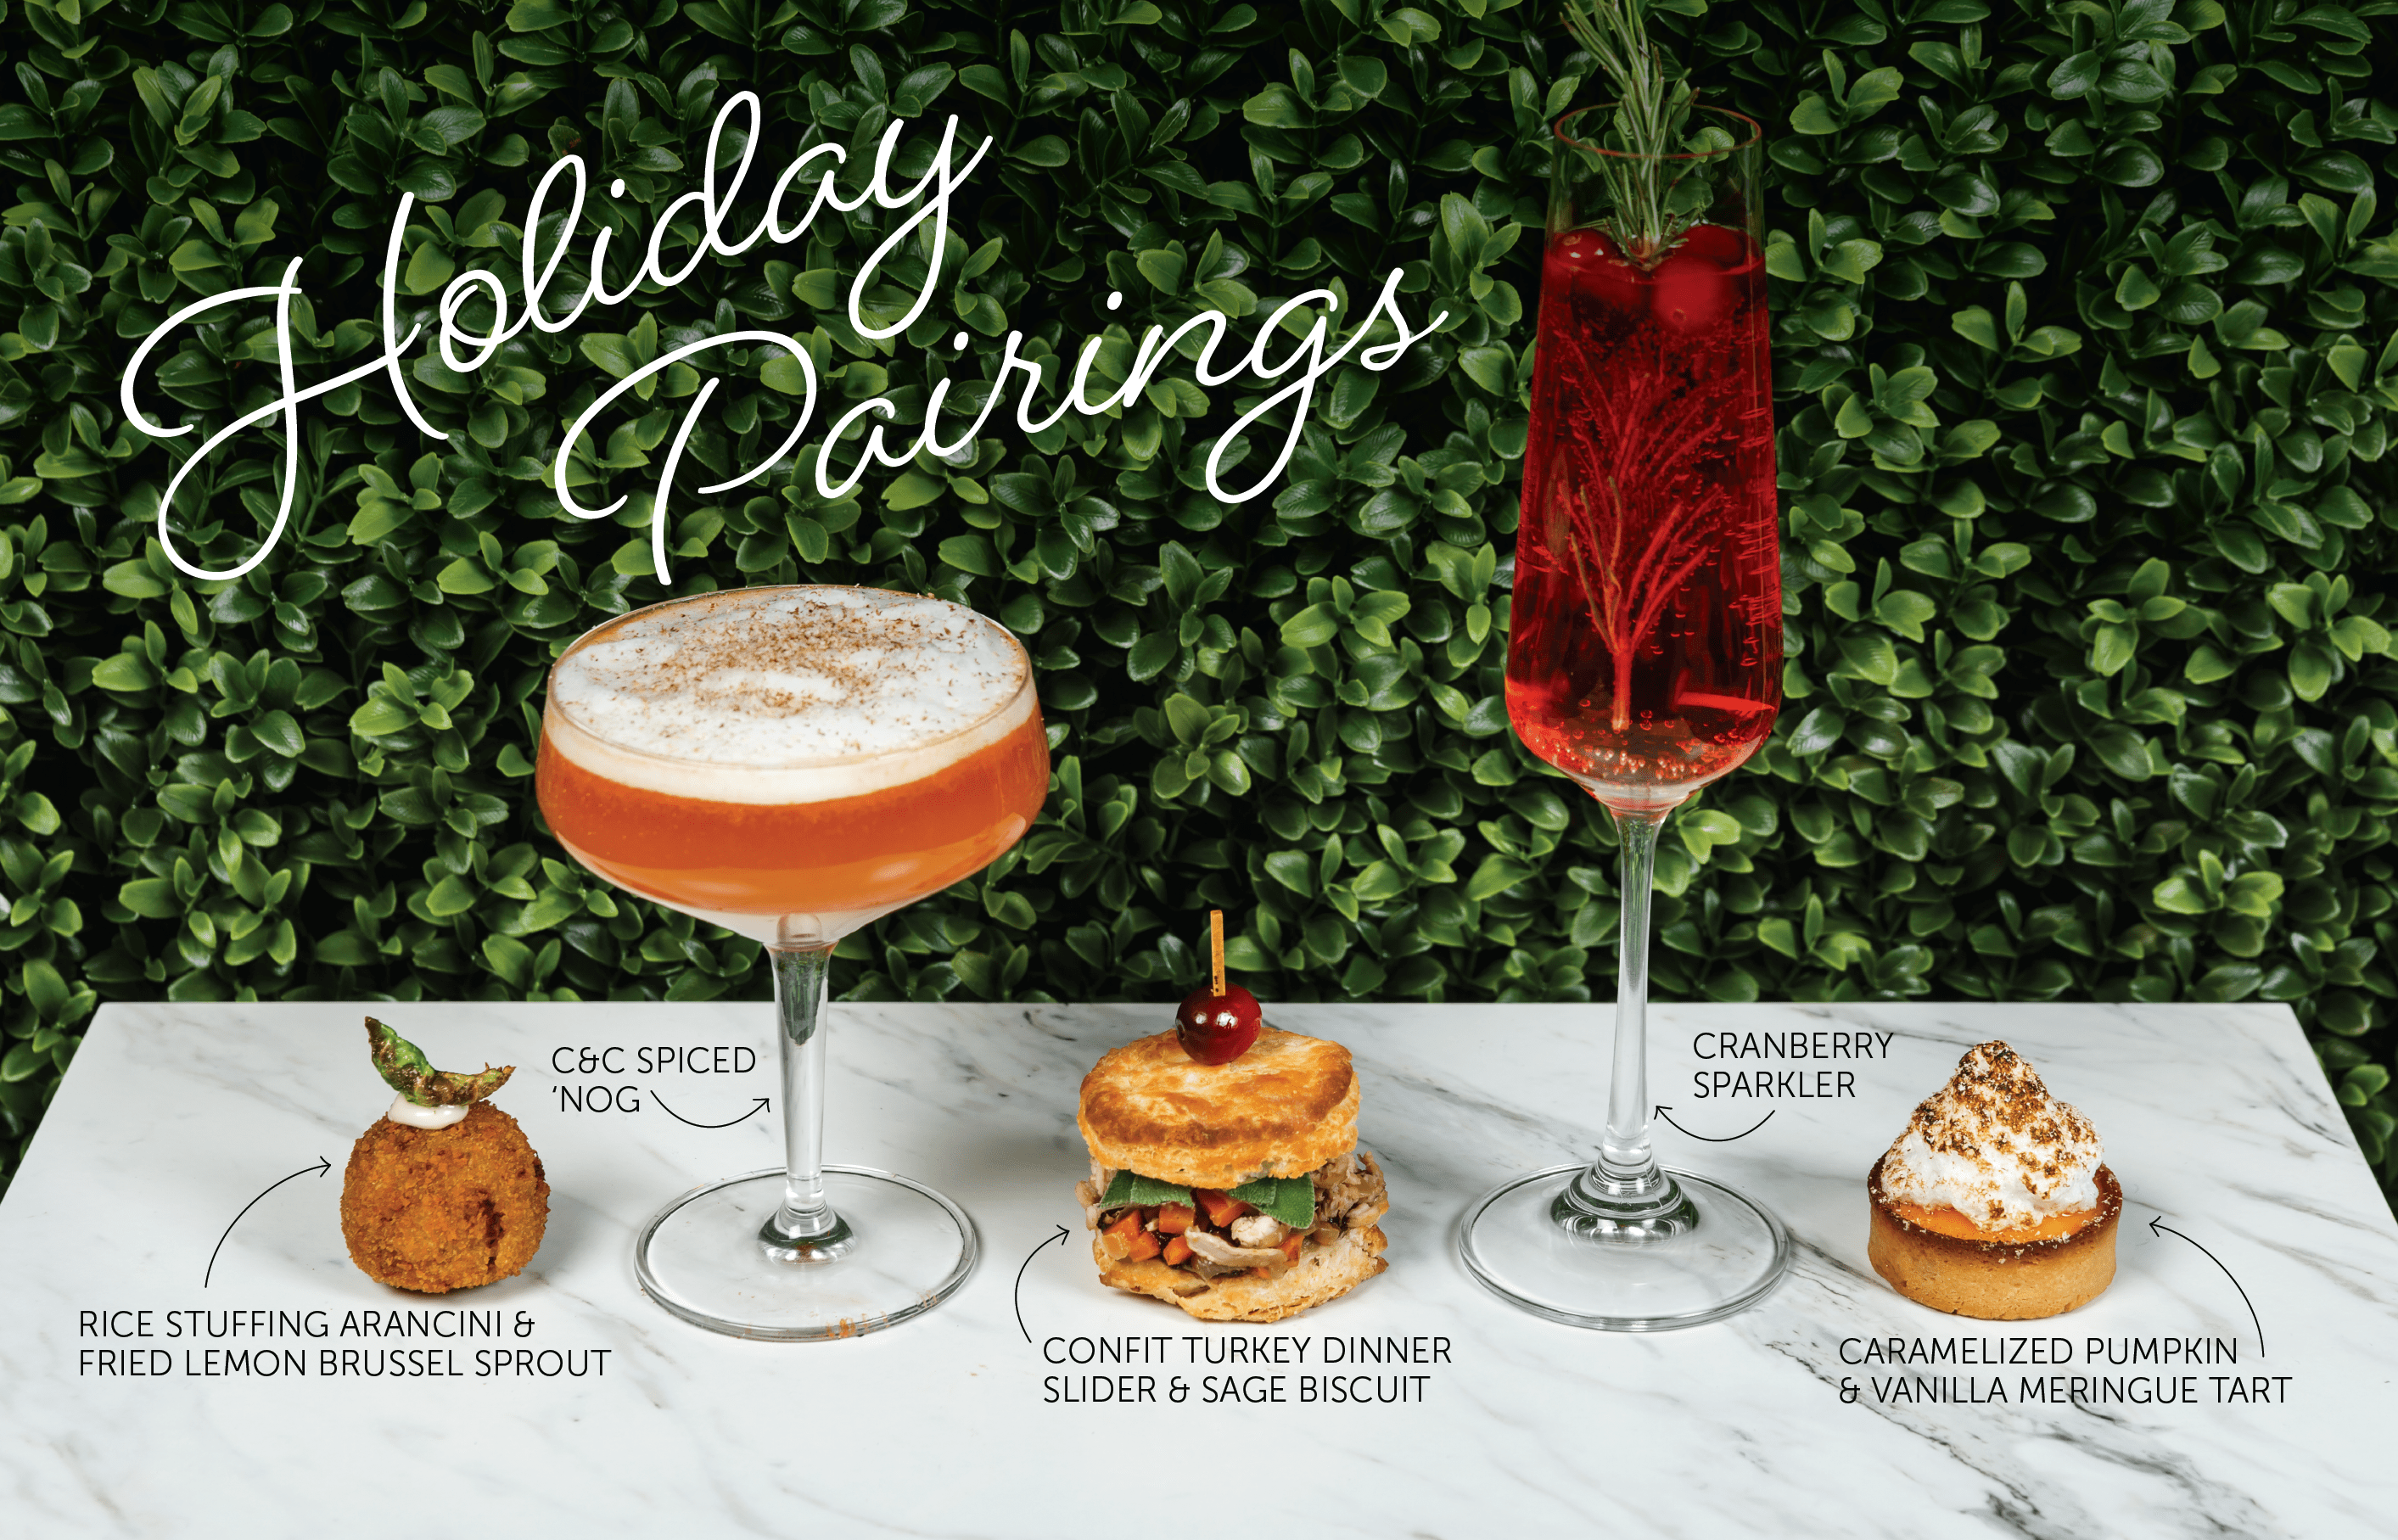 Holiday
Pairings
C&C SPICED
‘NOG
CRANBERRY
SPARKLER
RICE STUFFING ARANCINI &
FRIED LEMON BRUSSEL SPROUT
CONFIT TURKEY DINNER
SLIDER & SAGE BISCUIT
CARAMELIZED PUMPKIN
& VANILLA MERINGUE TART